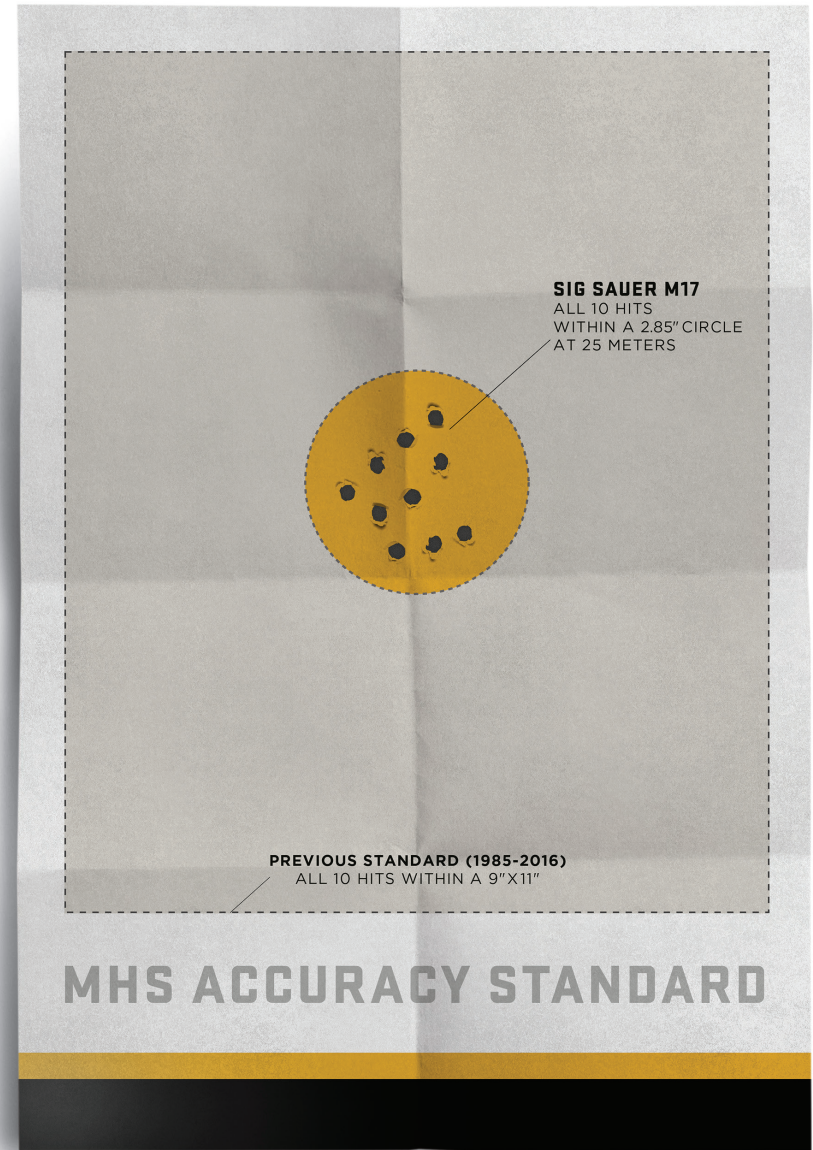 SIG SAUER M17
ALL 10 HITS
WITHIN A 2.85" CIRCLE
AT 25 METERS
PREVIOUS STANDARD (1985-2016)
ALL 10 HITS WITHIN A 9"X11"
MHS ACCURACY STANDARD